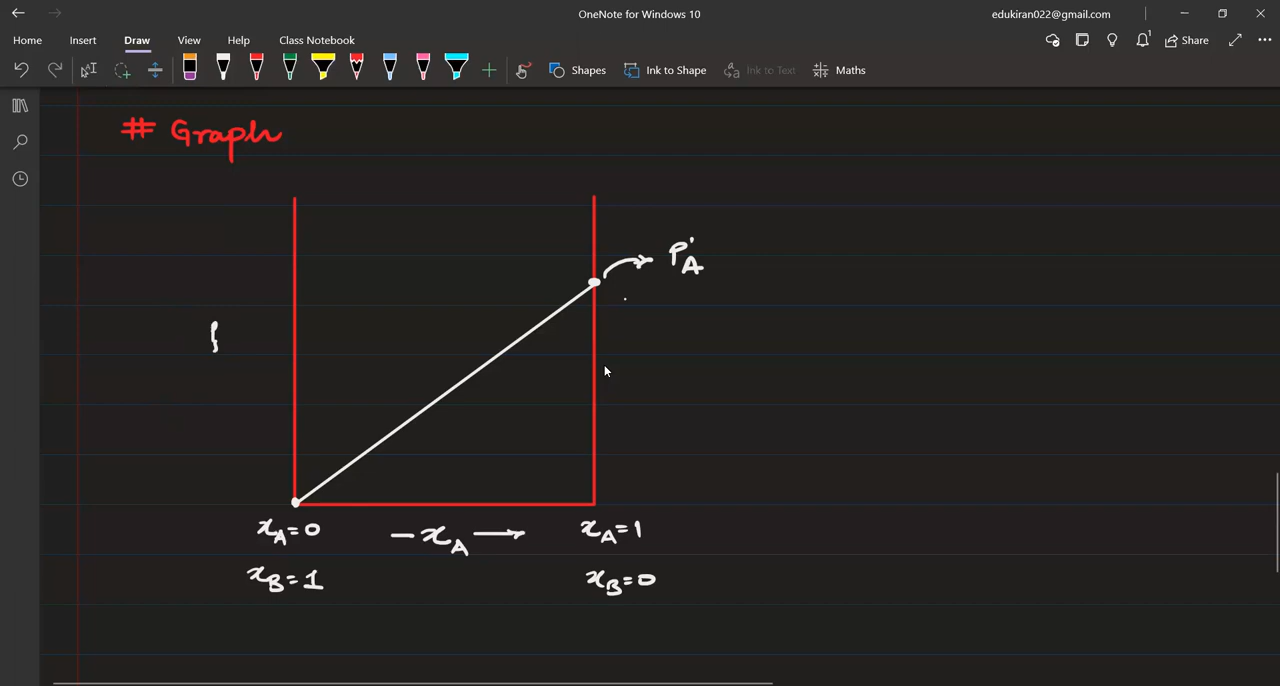 OneNote for Windows 10
edukiran022@gmail.com
Home Insert Draw View Help Class Notebook
Share
Shapes Ink to Shape Ink to Text Maths
# Graph
P°A
xA=0 — xA → xA=1
xB=1 xB=0